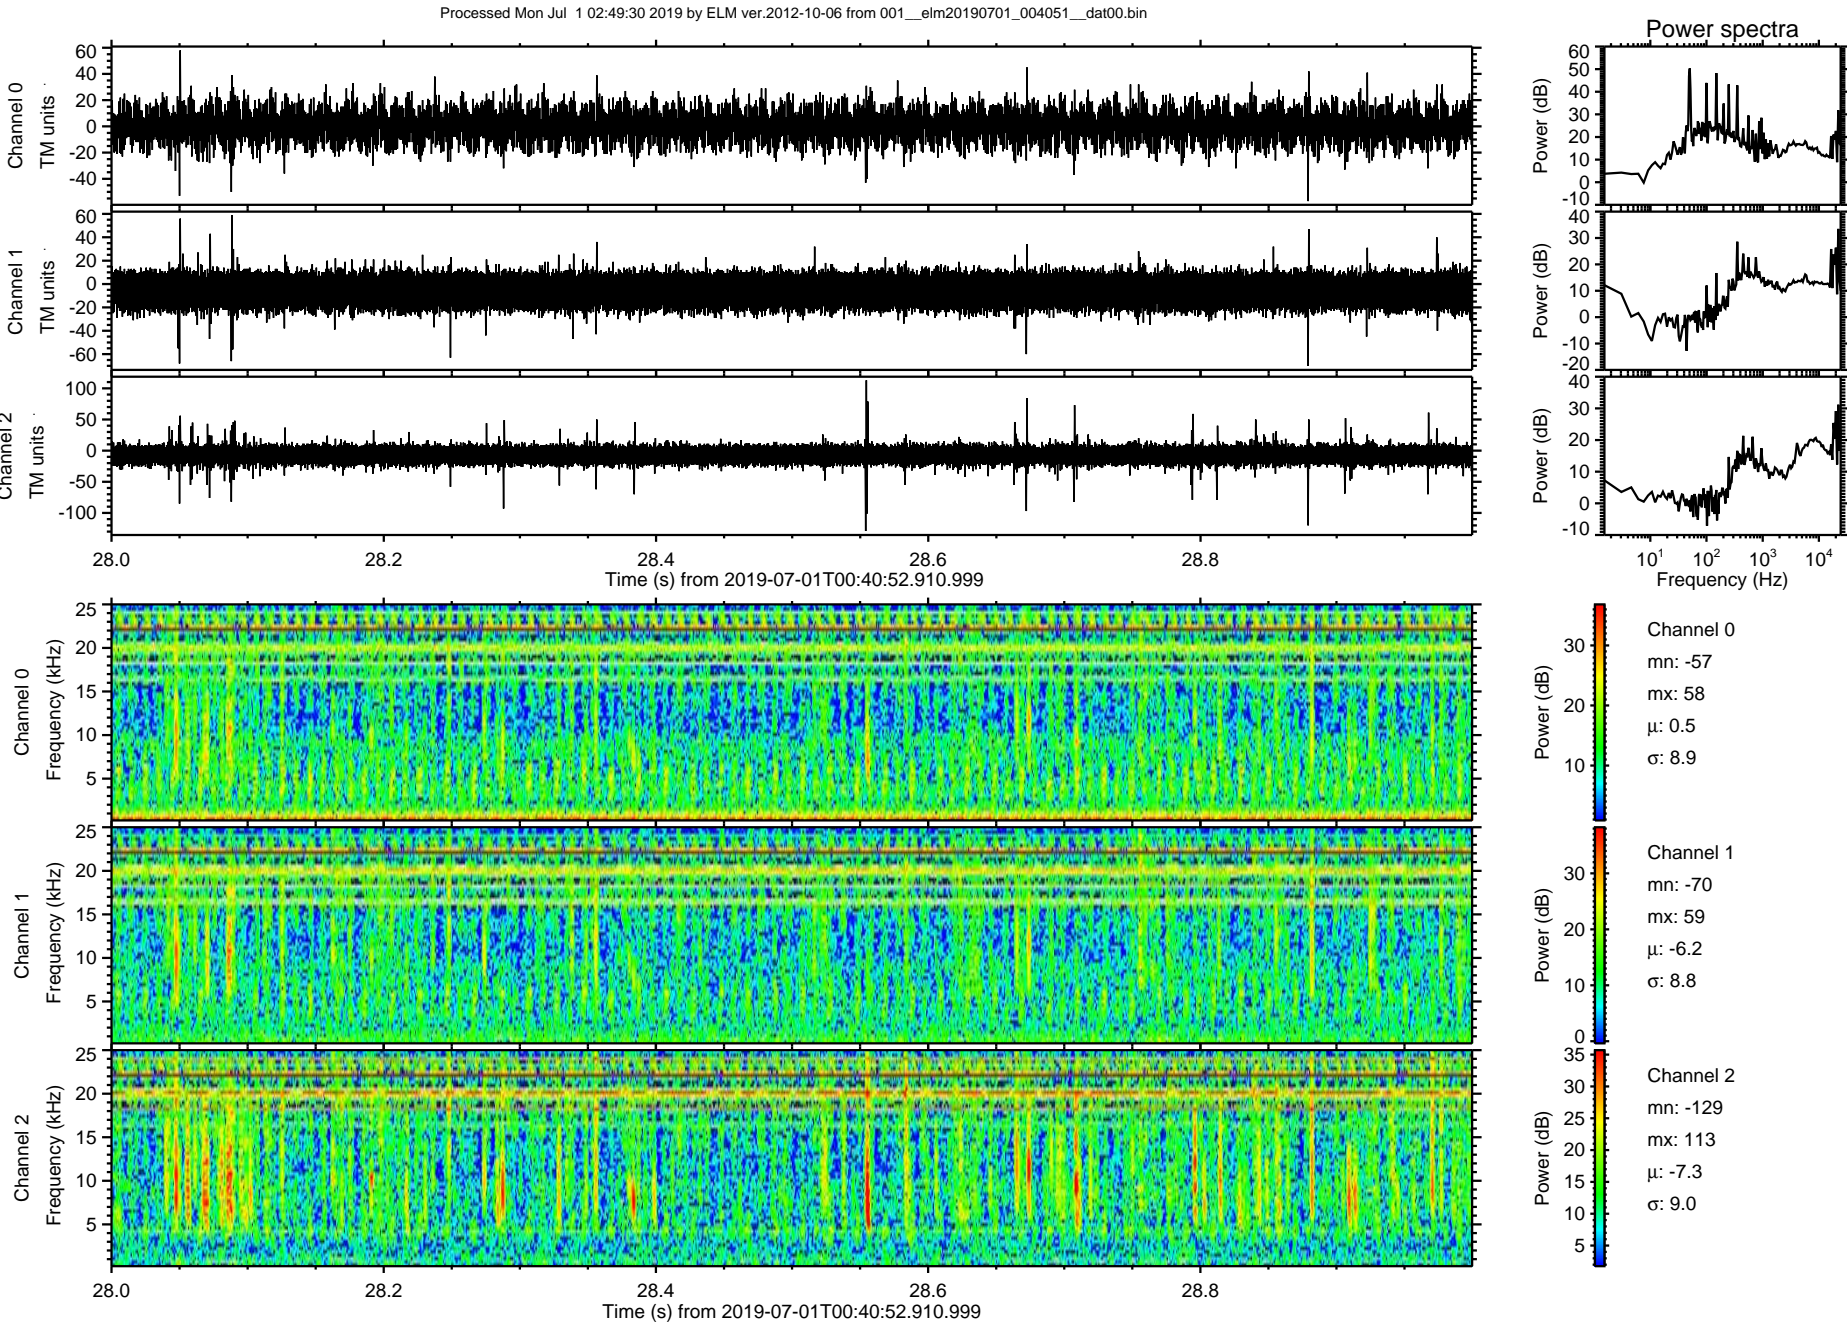 Processed Mon Jul  1 02:49:30 2019 by ELM ver.2012-10-06 from 001__elm20190701_004051__dat00.bin
Power spectra
Channel 0
TM units
60
40
20
0
-20
-40
Power (dB)
60
50
40
30
20
10
0
-10
Channel 1
TM units
60
40
20
0
-20
-40
-60
Power (dB)
40
30
20
10
0
-10
-20
Channel 2
TM units
100
50
0
-50
-100
Power (dB)
40
30
20
10
0
-10
28.0 28.2 28.4 28.6 28.8
Time (s) from 2019-07-01T00:40:52.910.999
10^1 10^2 10^3 10^4
Frequency (Hz)
Channel 0
Frequency (kHz)
25
20
15
10
5
Power (dB)
30
20
10
Channel 0
mn: -57
mx: 58
μ: 0.5
σ: 8.9
Channel 1
Frequency (kHz)
25
20
15
10
5
Power (dB)
30
20
10
0
Channel 1
mn: -70
mx: 59
μ: -6.2
σ: 8.8
Channel 2
Frequency (kHz)
25
20
15
10
5
Power (dB)
35
30
25
20
15
10
5
Channel 2
mn: -129
mx: 113
μ: -7.3
σ: 9.0
28.0 28.2 28.4 28.6 28.8
Time (s) from 2019-07-01T00:40:52.910.999